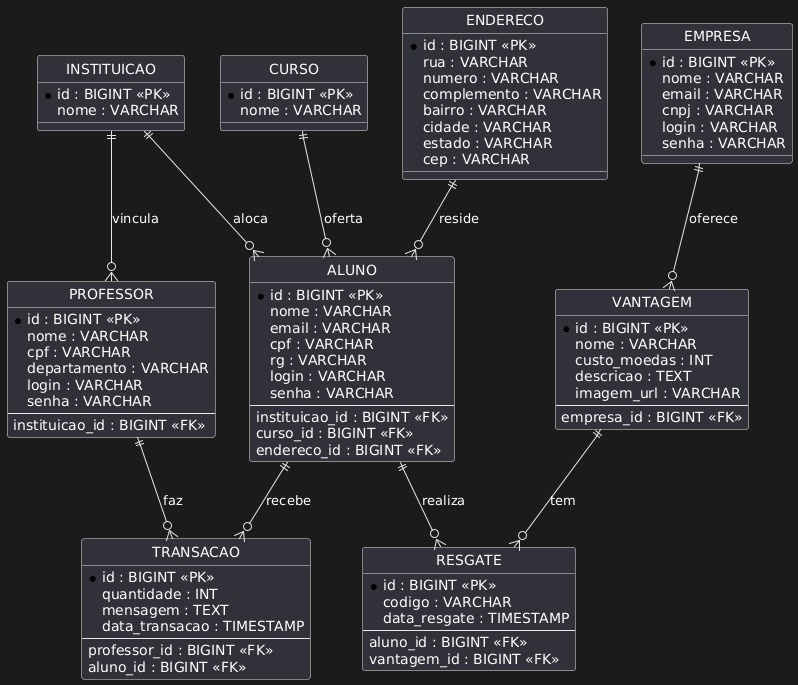 INSTITUICAO
id : BIGINT «PK»
nome : VARCHAR
CURSO
id : BIGINT «PK»
nome : VARCHAR
ENDERECO
id : BIGINT «PK»
rua : VARCHAR
numero : VARCHAR
complemento : VARCHAR
bairro : VARCHAR
cidade : VARCHAR
estado : VARCHAR
cep : VARCHAR
EMPRESA
id : BIGINT «PK»
nome : VARCHAR
email : VARCHAR
cnpj : VARCHAR
login : VARCHAR
senha : VARCHAR
vincula
aloca
oferta
reside
oferece
PROFESSOR
id : BIGINT «PK»
nome : VARCHAR
cpf : VARCHAR
departamento : VARCHAR
login : VARCHAR
senha : VARCHAR
instituicao_id : BIGINT «FK»
ALUNO
id : BIGINT «PK»
nome : VARCHAR
email : VARCHAR
cpf : VARCHAR
rg : VARCHAR
login : VARCHAR
senha : VARCHAR
instituicao_id : BIGINT «FK»
curso_id : BIGINT «FK»
endereco_id : BIGINT «FK»
VANTAGEM
id : BIGINT «PK»
nome : VARCHAR
custo_moedas : INT
descricao : TEXT
imagem_url : VARCHAR
empresa_id : BIGINT «FK»
faz
recebe
realiza
tem
TRANSACAO
id : BIGINT «PK»
quantidade : INT
mensagem : TEXT
data_transacao : TIMESTAMP
professor_id : BIGINT «FK»
aluno_id : BIGINT «FK»
RESGATE
id : BIGINT «PK»
codigo : VARCHAR
data_resgate : TIMESTAMP
aluno_id : BIGINT «FK»
vantagem_id : BIGINT «FK»